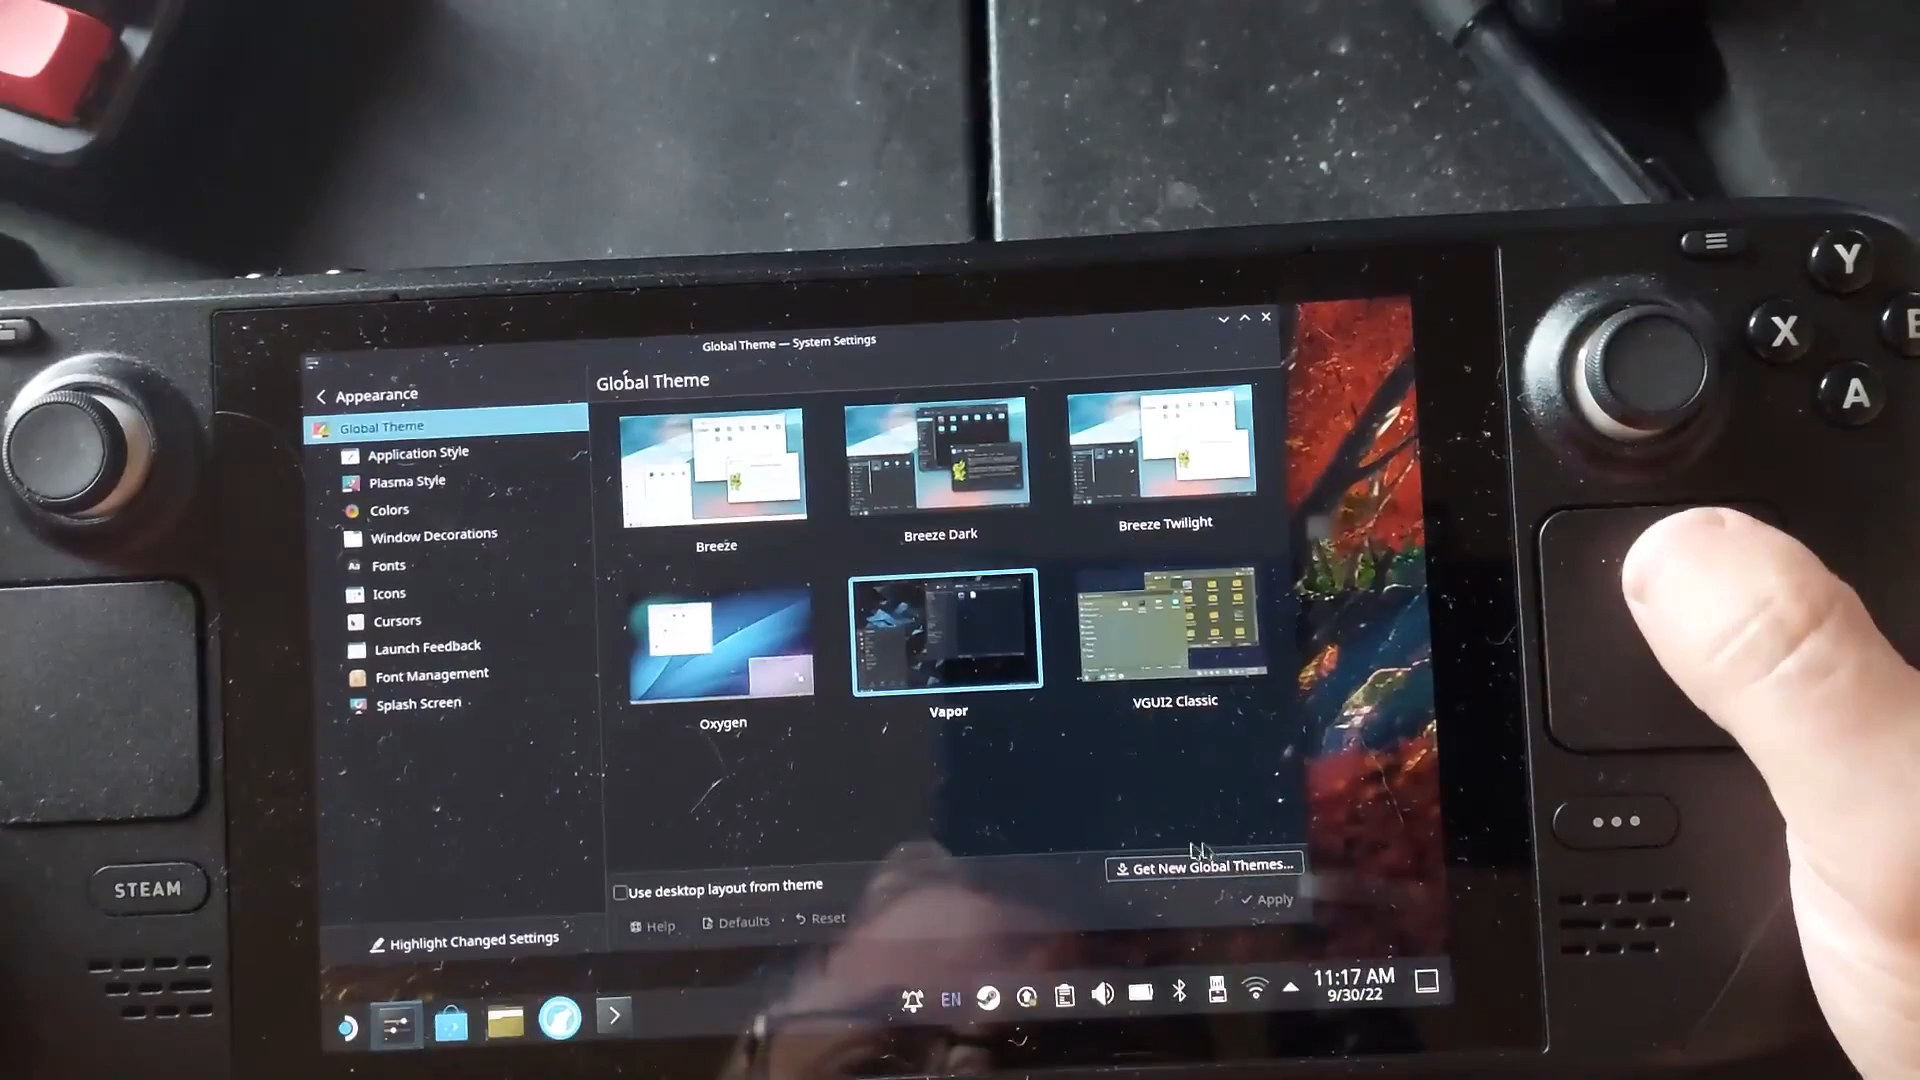 Y
X
A
Global Theme — System Settings
Appearance
Global Theme
Global Theme
Application Style
Plasma Style
Colors
Window Decorations
Aa Fonts
Icons
Cursors
Launch Feedback
Font Management
Splash Screen
Breeze
Breeze Dark
Breeze Twilight
Oxygen
Vapor
VGUI2 Classic
Get New Global Themes...
Use desktop layout from theme
Apply
Help
Defaults
Reset
Highlight Changed Settings
STEAM
EN
11:17 AM
9/30/22